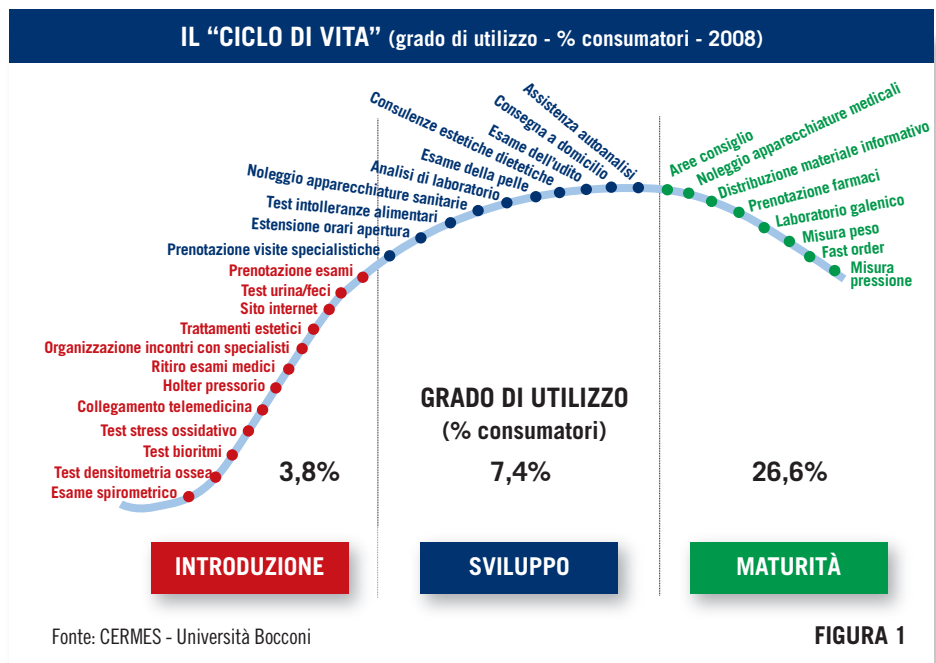 IL “CICLO DI VITA” (grado di utilizzo - % consumatori - 2008)
Esame spirometrico
Test densitometria ossea
Test bioritmi
Test stress ossidativo
Collegamento telemedicina
Holter pressorio
Ritiro esami medici
Organizzazione incontri con specialisti
Trattamenti estetici
Sito internet
Test urina/feci
Prenotazione esami
Prenotazione visite specialistiche
Estensione orari apertura
Test intolleranze alimentari
Noleggio apparecchiature sanitarie
Analisi di laboratorio
Esame della pelle
Consulenze estetiche dietetiche
Esame dell'udito
Consegna a domicilio
Assistenza autoanalisi
Aree consiglio
Noleggio apparecchiature medicali
Distribuzione materiale informativo
Prenotazione farmaci
Laboratorio galenico
Misura peso
Fast order
Misura
pressione
GRADO DI UTILIZZO
(% consumatori)
3,8%
7,4%
26,6%
INTRODUZIONE
SVILUPPO
MATURITÀ
Fonte: CERMES - Università Bocconi
FIGURA 1